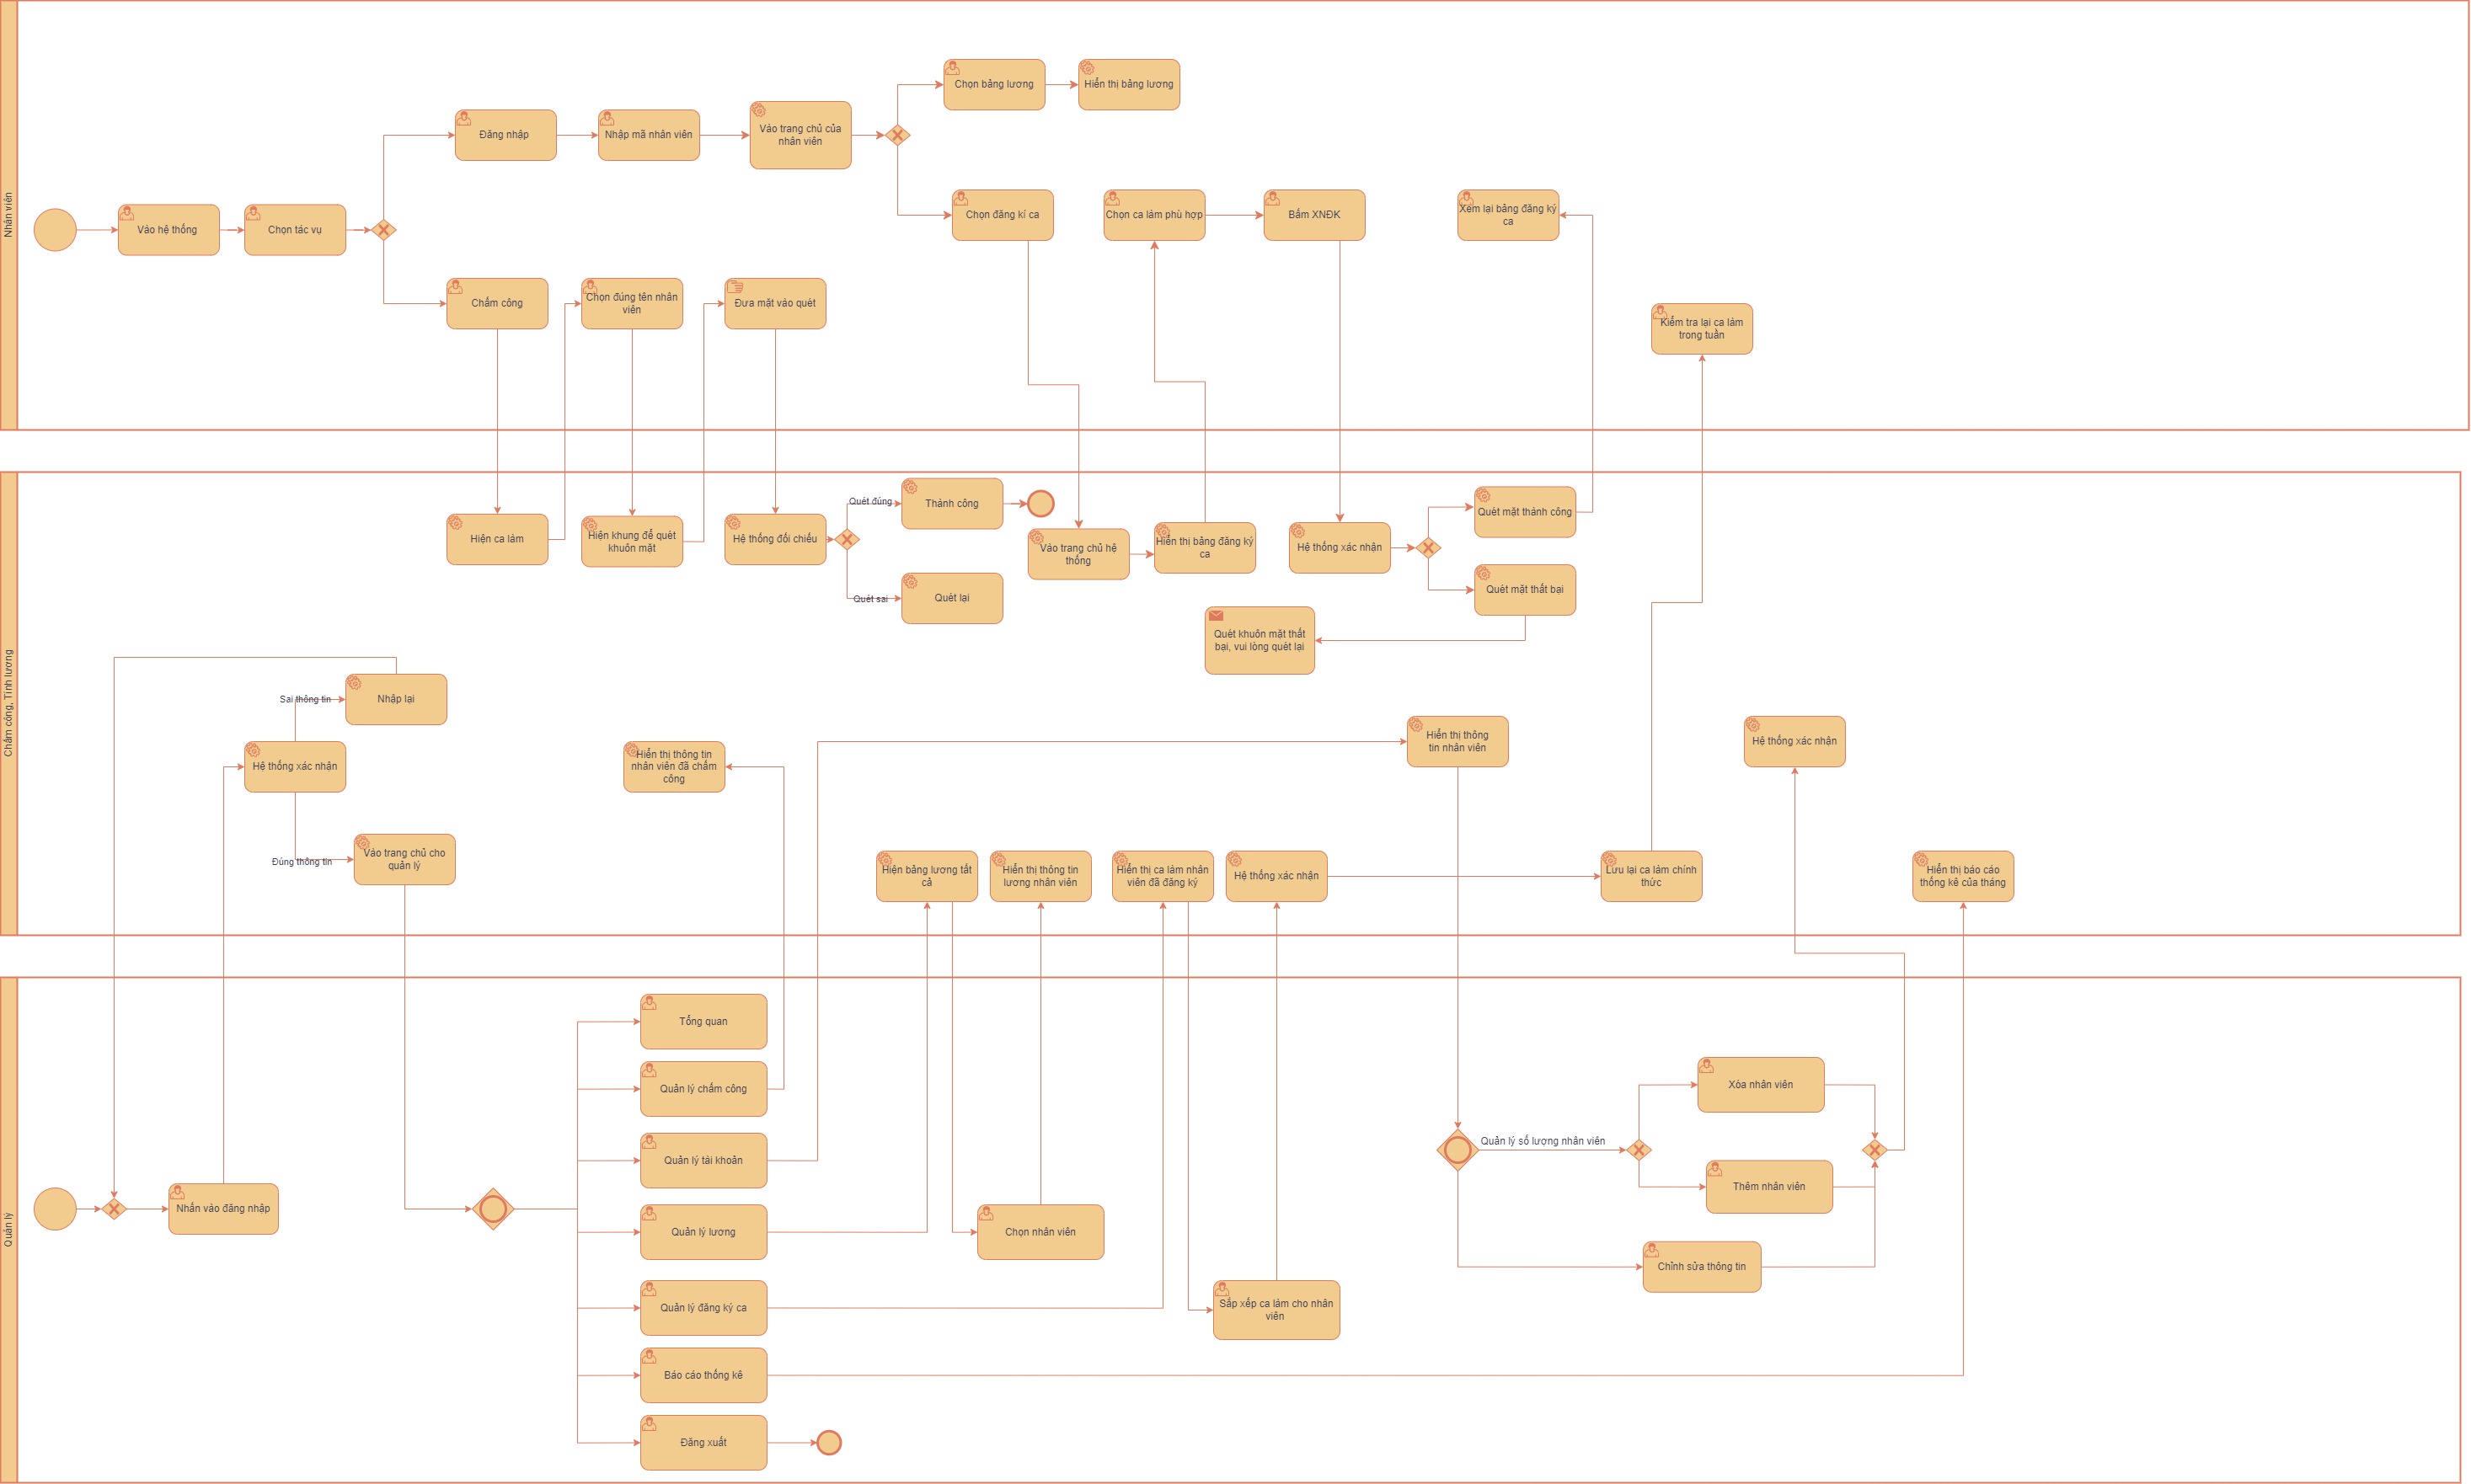 Nhân viên
Chọn bảng lương
Hiển thị bảng lương
Đăng nhập
Nhập mã nhân viên
Vào trang chủ của
nhân viên
Vào hệ thống
Chọn tác vụ
Chọn đăng kí ca
Chọn ca làm phù hợp
Bấm XNĐK
Xem lại bảng đăng ký
ca
Chấm công
Chọn đúng tên nhân
viên
Đưa mặt vào quét
Kiểm tra lại ca làm
trong tuần
Chấm công, Tính lương
Hiện ca làm
Hiện khung để quét
khuôn mặt
Hệ thống đối chiếu
Quét đúng
Thành công
Quét sai
Quét lại
Vào trang chủ hệ
thống
Hiển thị bảng đăng ký
ca
Hệ thống xác nhận
Quét mặt thành công
Quét mặt thất bại
Quét khuôn mặt thất
bại, vui lòng quét lại
Sai thông tin
Nhập lại
Hệ thống xác nhận
Đúng thông tin
Vào trang chủ cho
quản lý
Hiển thị thông tin
nhân viên đã chấm
công
Hiển thị thông
tin nhân viên
Hệ thống xác nhận
Hiện bảng lương tất
cả
Hiển thị thông tin
lương nhân viên
Hiển thị ca làm nhân
viên đã đăng ký
Hệ thống xác nhận
Lưu lại ca làm chính
thức
Hiển thị báo cáo
thống kê của tháng
Quản lý
Nhấn vào đăng nhập
Tổng quan
Quản lý chấm công
Quản lý tài khoản
Quản lý lương
Quản lý đăng ký ca
Báo cáo thống kê
Đăng xuất
Chọn nhân viên
Sắp xếp ca làm cho nhân
viên
Quản lý số lượng nhân viên
Xóa nhân viên
Thêm nhân viên
Chỉnh sửa thông tin